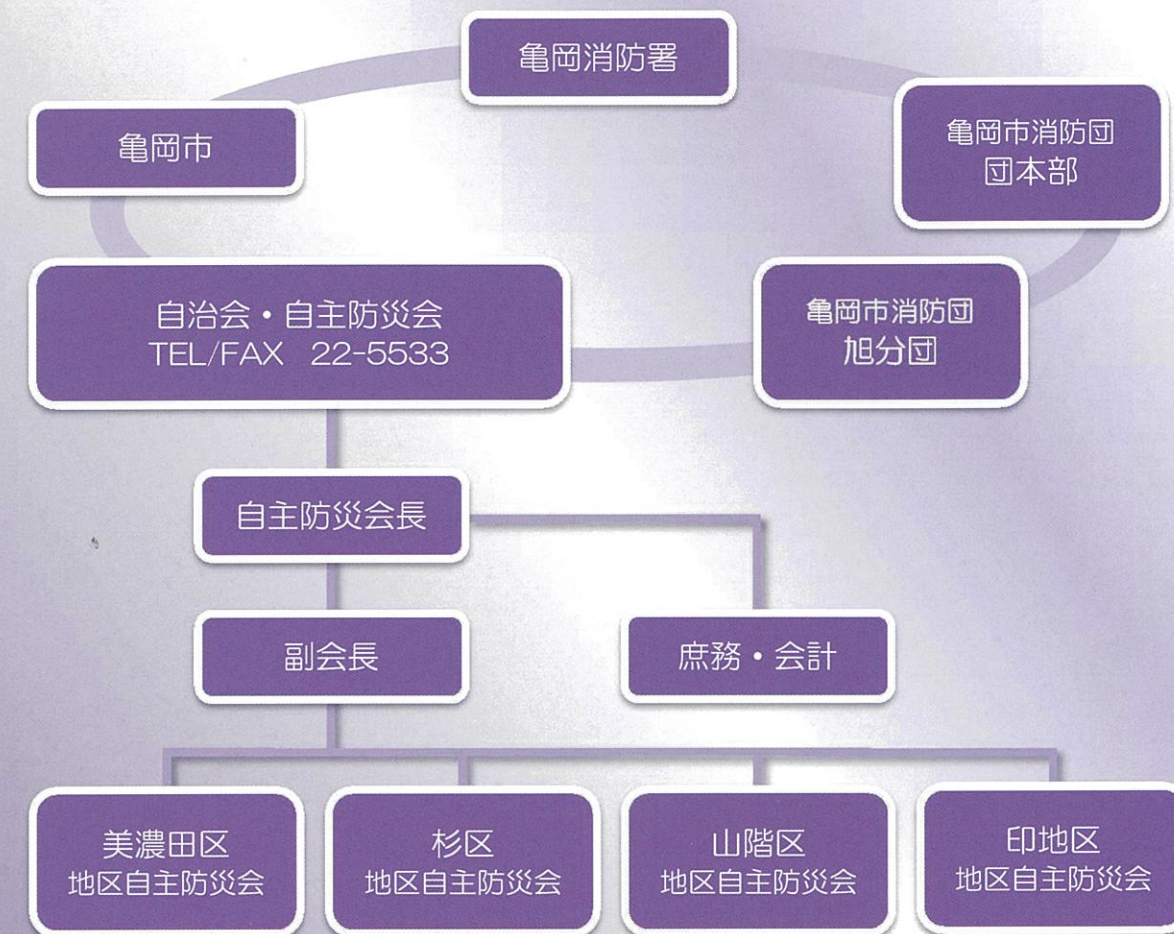 亀岡消防署
亀岡市
亀岡市消防団
団本部
自治会・自主防災会
TEL/FAX 22-5533
亀岡市消防団
旭分団
自主防災会長
副会長
庶務・会計
美濃田区
地区自主防災会
杉区
地区自主防災会
山階区
地区自主防災会
印地区
地区自主防災会